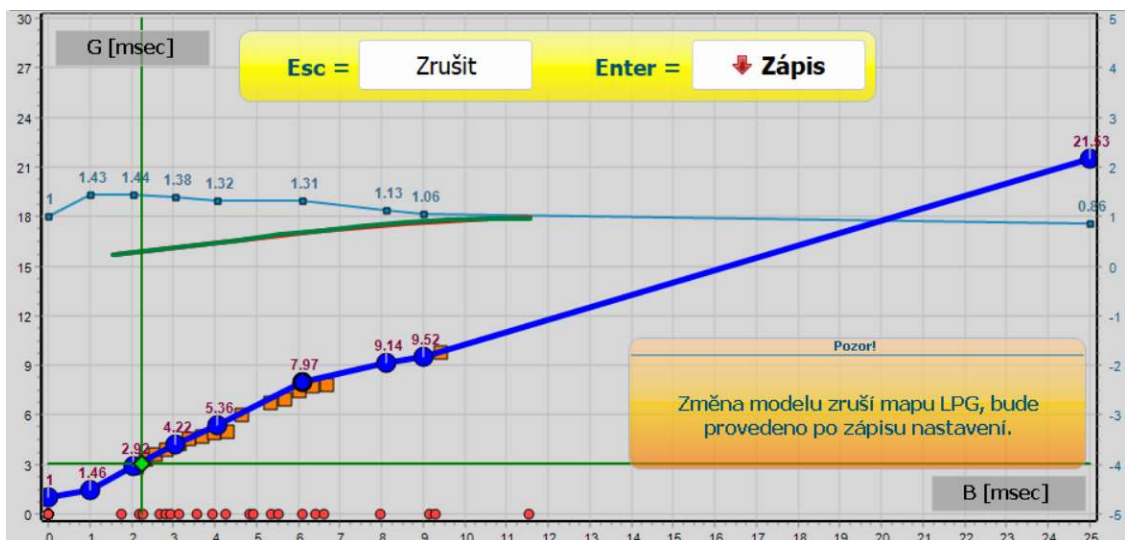 30 5
G [msec]
Esc = Zrušit Enter = Zápis
27 4
24 3
21 21.53 2
1 1.43 1.44 1.38 1.32 1.31 1.13 1.06
18 1
0.86
15 0
12 -1
9.14 9.52
Pozor!
9 7.97 -2
Změna modelu zruší mapu LPG, bude
provedeno po zápisu nastavení.
6 5.36 -3
4.22
3 2.92 -4
1 1.46
B [msec]
0 -5
0 1 2 3 4 5 6 7 8 9 10 11 12 13 14 15 16 17 18 19 20 21 22 23 24 25